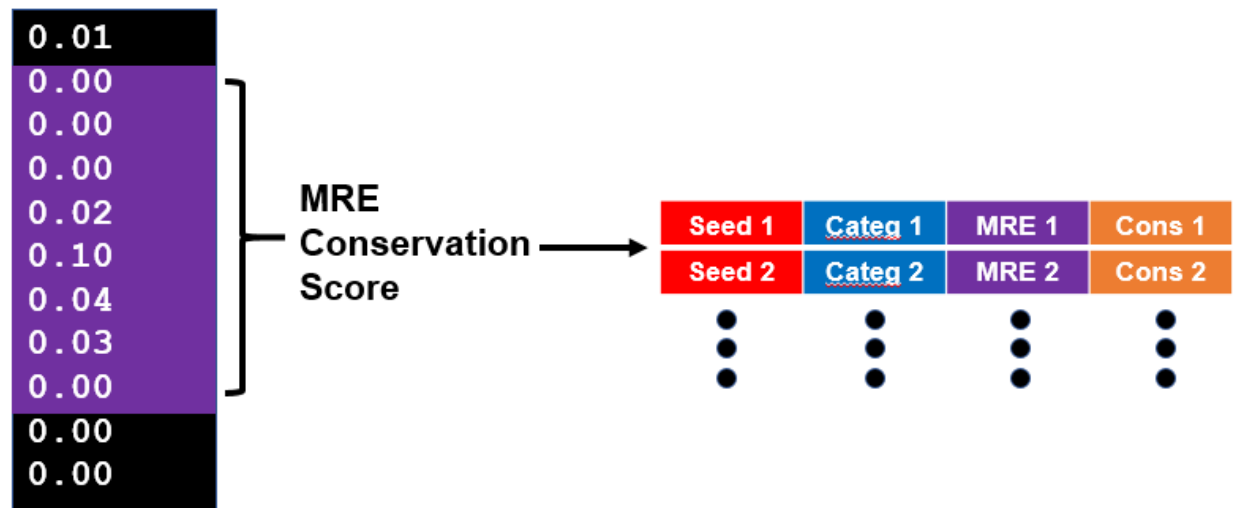 0.01
0.00
0.00
0.00
0.02
0.10
0.04
0.03
0.00
0.00
0.00
MRE
Conservation
Score
Seed 1 Categ 1 MRE 1 Cons 1
Seed 2 Categ 2 MRE 2 Cons 2